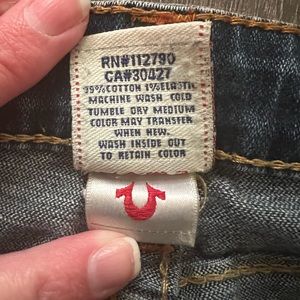 RN#112790
CA#30427
99%COTTON 1%ELASTIC
MACHINE WASH COLD
TUMBLE DRY MEDIUM
COLOR MAY TRANSFER
WHEN NEW.
WASH INSIDE OUT
TO RETAIN COLOR